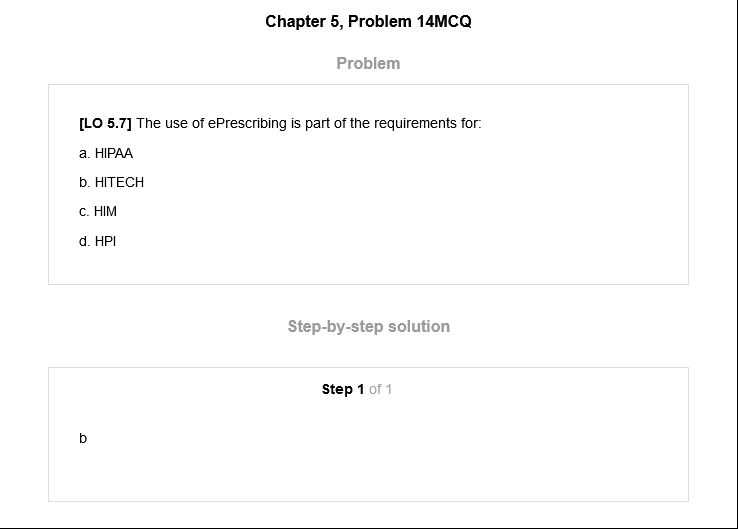 Chapter 5, Problem 14MCQ
Problem
[LO 5.7] The use of ePrescribing is part of the requirements for:
a. HIPAA
b. HITECH
c. HIM
d. HPI
Step-by-step solution
Step 1 of 1
b